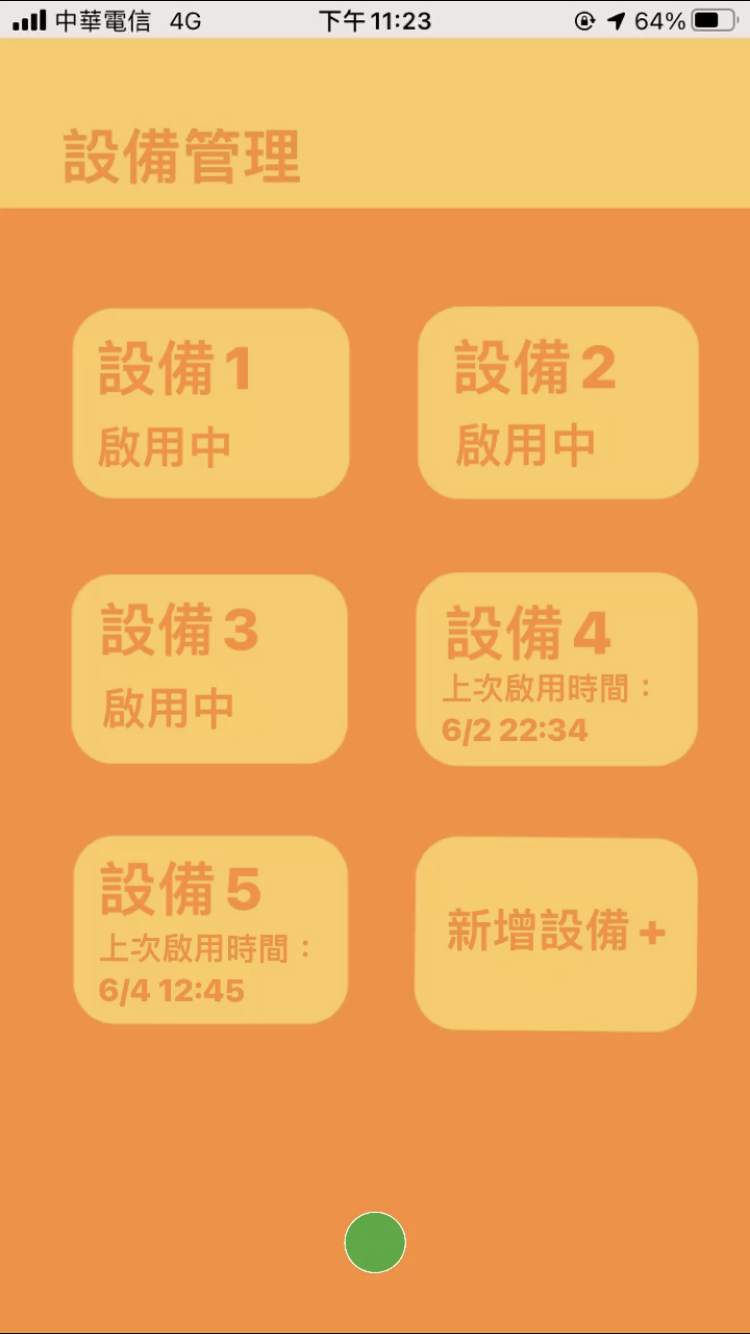 中華電信 4G 下午11:23 64%
設備管理
設備1
啟用中
設備2
啟用中
設備3
啟用中
設備4
上次啟用時間：
6/2 22:34
設備5
上次啟用時間：
6/4 12:45
新增設備+